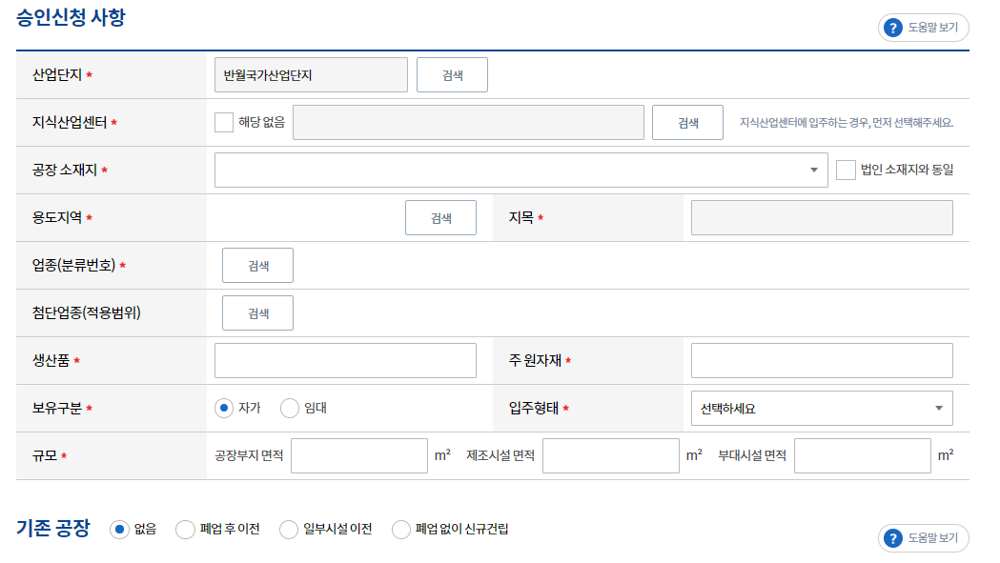 승인신청 사항
? 도움말 보기
산업단지 * 반월국가산업단지 검색
지식산업센터 * 해당 없음 검색 지식산업센터에 입주하는 경우, 먼저 선택해주세요.
공장 소재지 * 법인 소재지와 동일
용도지역 * 검색 지목 *
업종(분류번호) * 검색
첨단업종(적용범위) 검색
생산품 * 주 원자재 *
보유구분 * 자가 임대 입주형태 * 선택하세요
규모 * 공장부지 면적 m² 제조시설 면적 m² 부대시설 면적 m²
기존 공장 없음 폐업 후 이전 일부시설 이전 폐업 없이 신규건립
? 도움말 보기